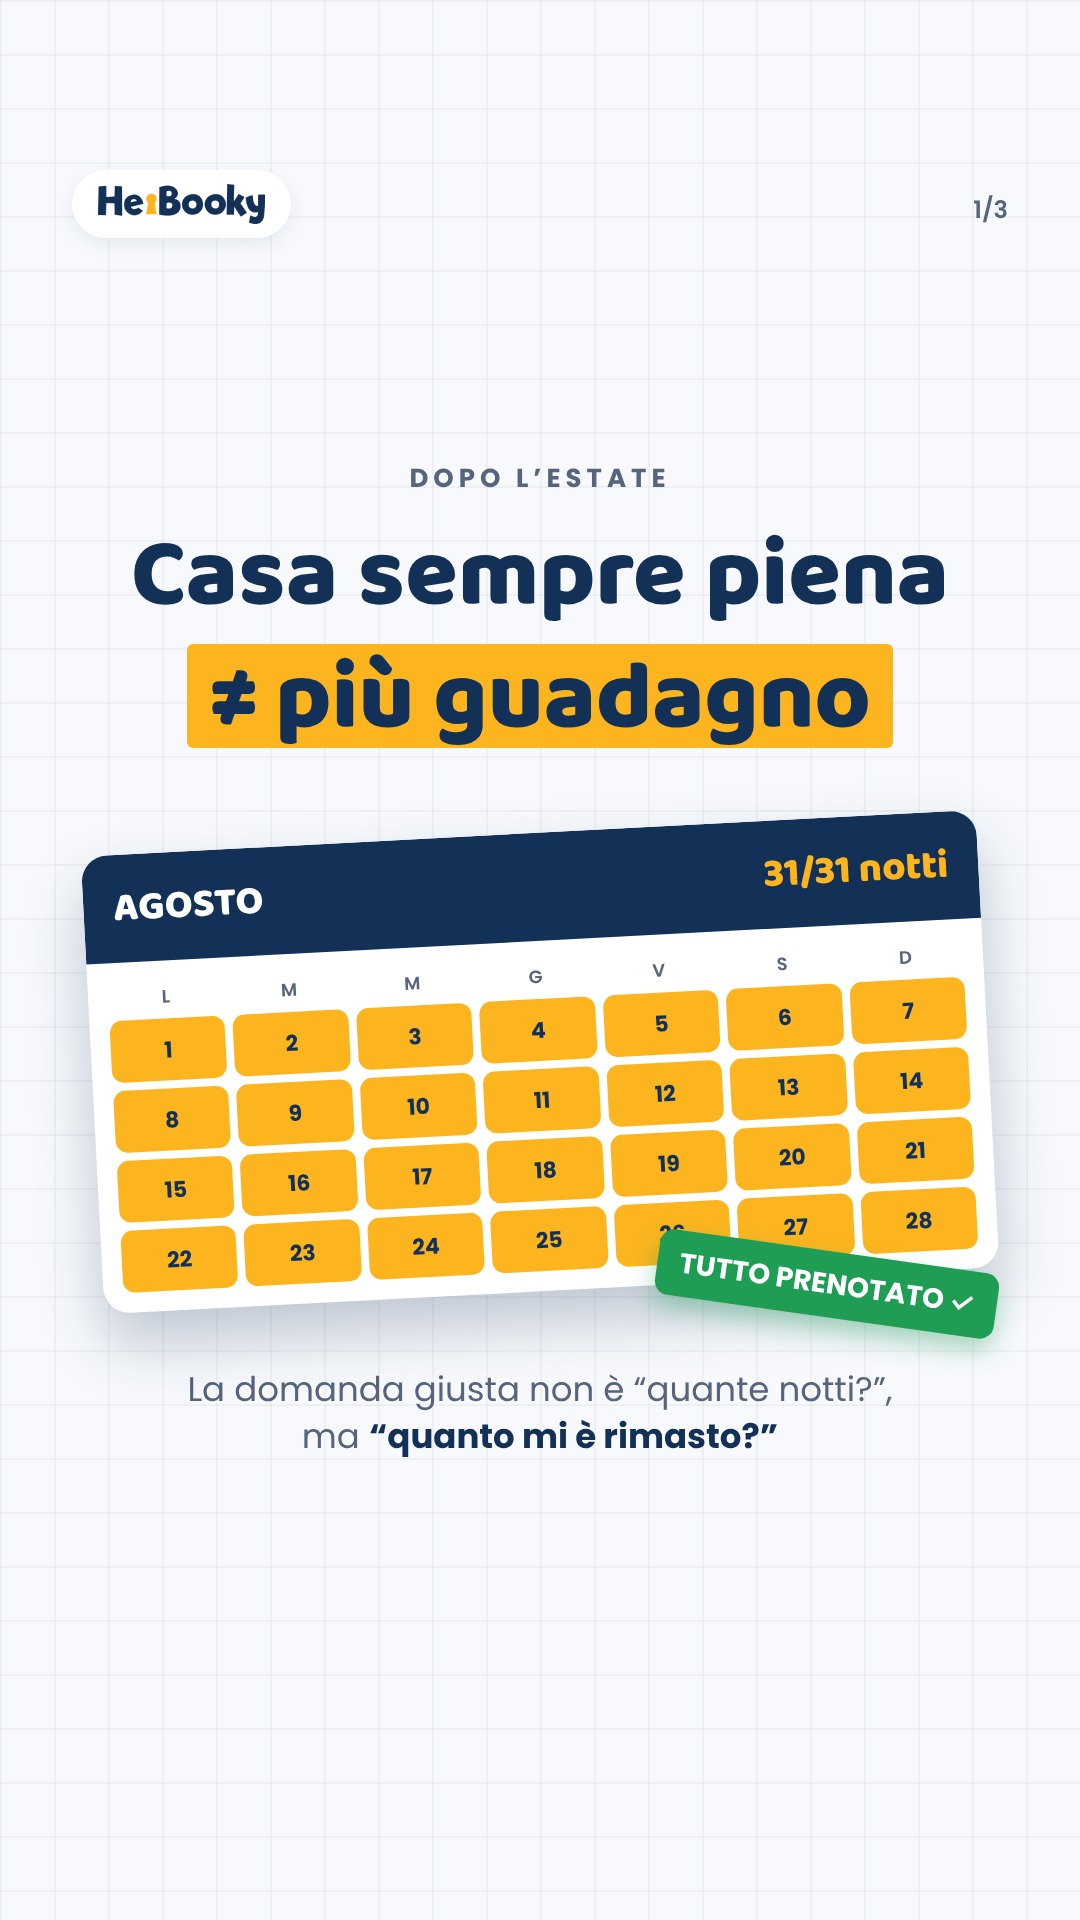 HeiBooky
1/3
DOPO L’ESTATE
Casa sempre piena
≠ più guadagno
AGOSTO
31/31 notti
L M M G V S D
1 2 3 4 5 6 7
8 9 10 11 12 13 14
15 16 17 18 19 20 21
22 23 24 25 27 28
TUTTO PRENOTATO ✓
La domanda giusta non è “quante notti?”,
ma “quanto mi è rimasto?”